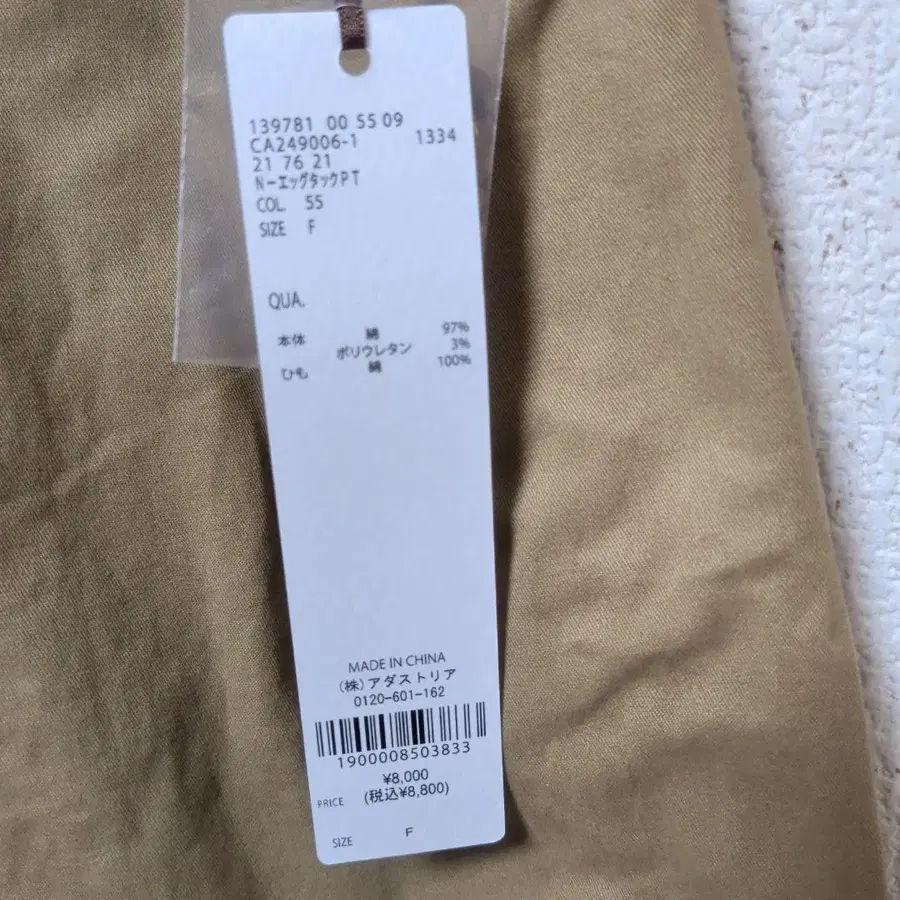 139781 00 55 09
CA249006-1 1334
21 76 21
N-エッグタックPT
COL 55
SIZE F
QUA.
本体 綿 97%
ポリウレタン 3%
ひも 綿 100%
MADE IN CHINA
(株)アダストリア
0120-601-162
1900008503833
PRICE ¥8,000
(税込¥8,800)
SIZE F